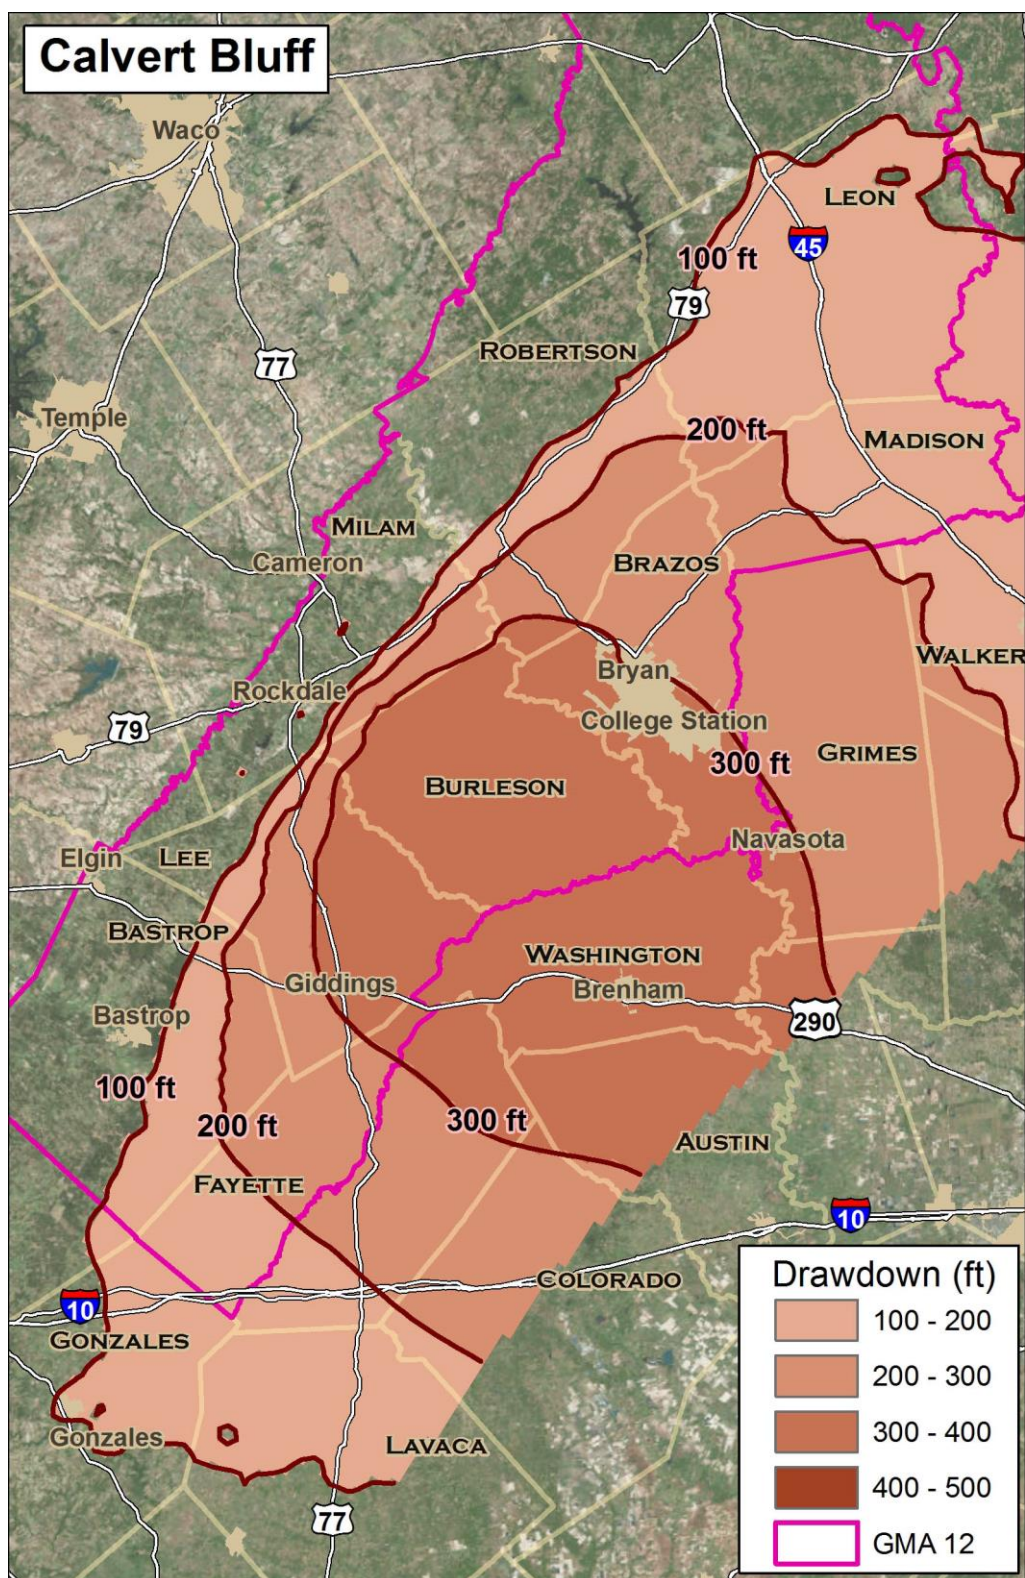 Calvert Bluff
Waco
LEON
45
100 ft
79
ROBERTSON
77
Temple
200 ft
MADISON
MILAM
Cameron
BRAZOS
WALKER
Bryan
Rockdale
College Station
79
GRIMES
300 ft
BURLESON
Navasota
Elgin
LEE
BASTROP
WASHINGTON
Giddings
Brenham
Bastrop
290
100 ft
200 ft
300 ft
AUSTIN
FAYETTE
10
COLORADO
10
GONZALES
Gonzales
LAVACA
77
Drawdown (ft)
100 - 200
200 - 300
300 - 400
400 - 500
GMA 12